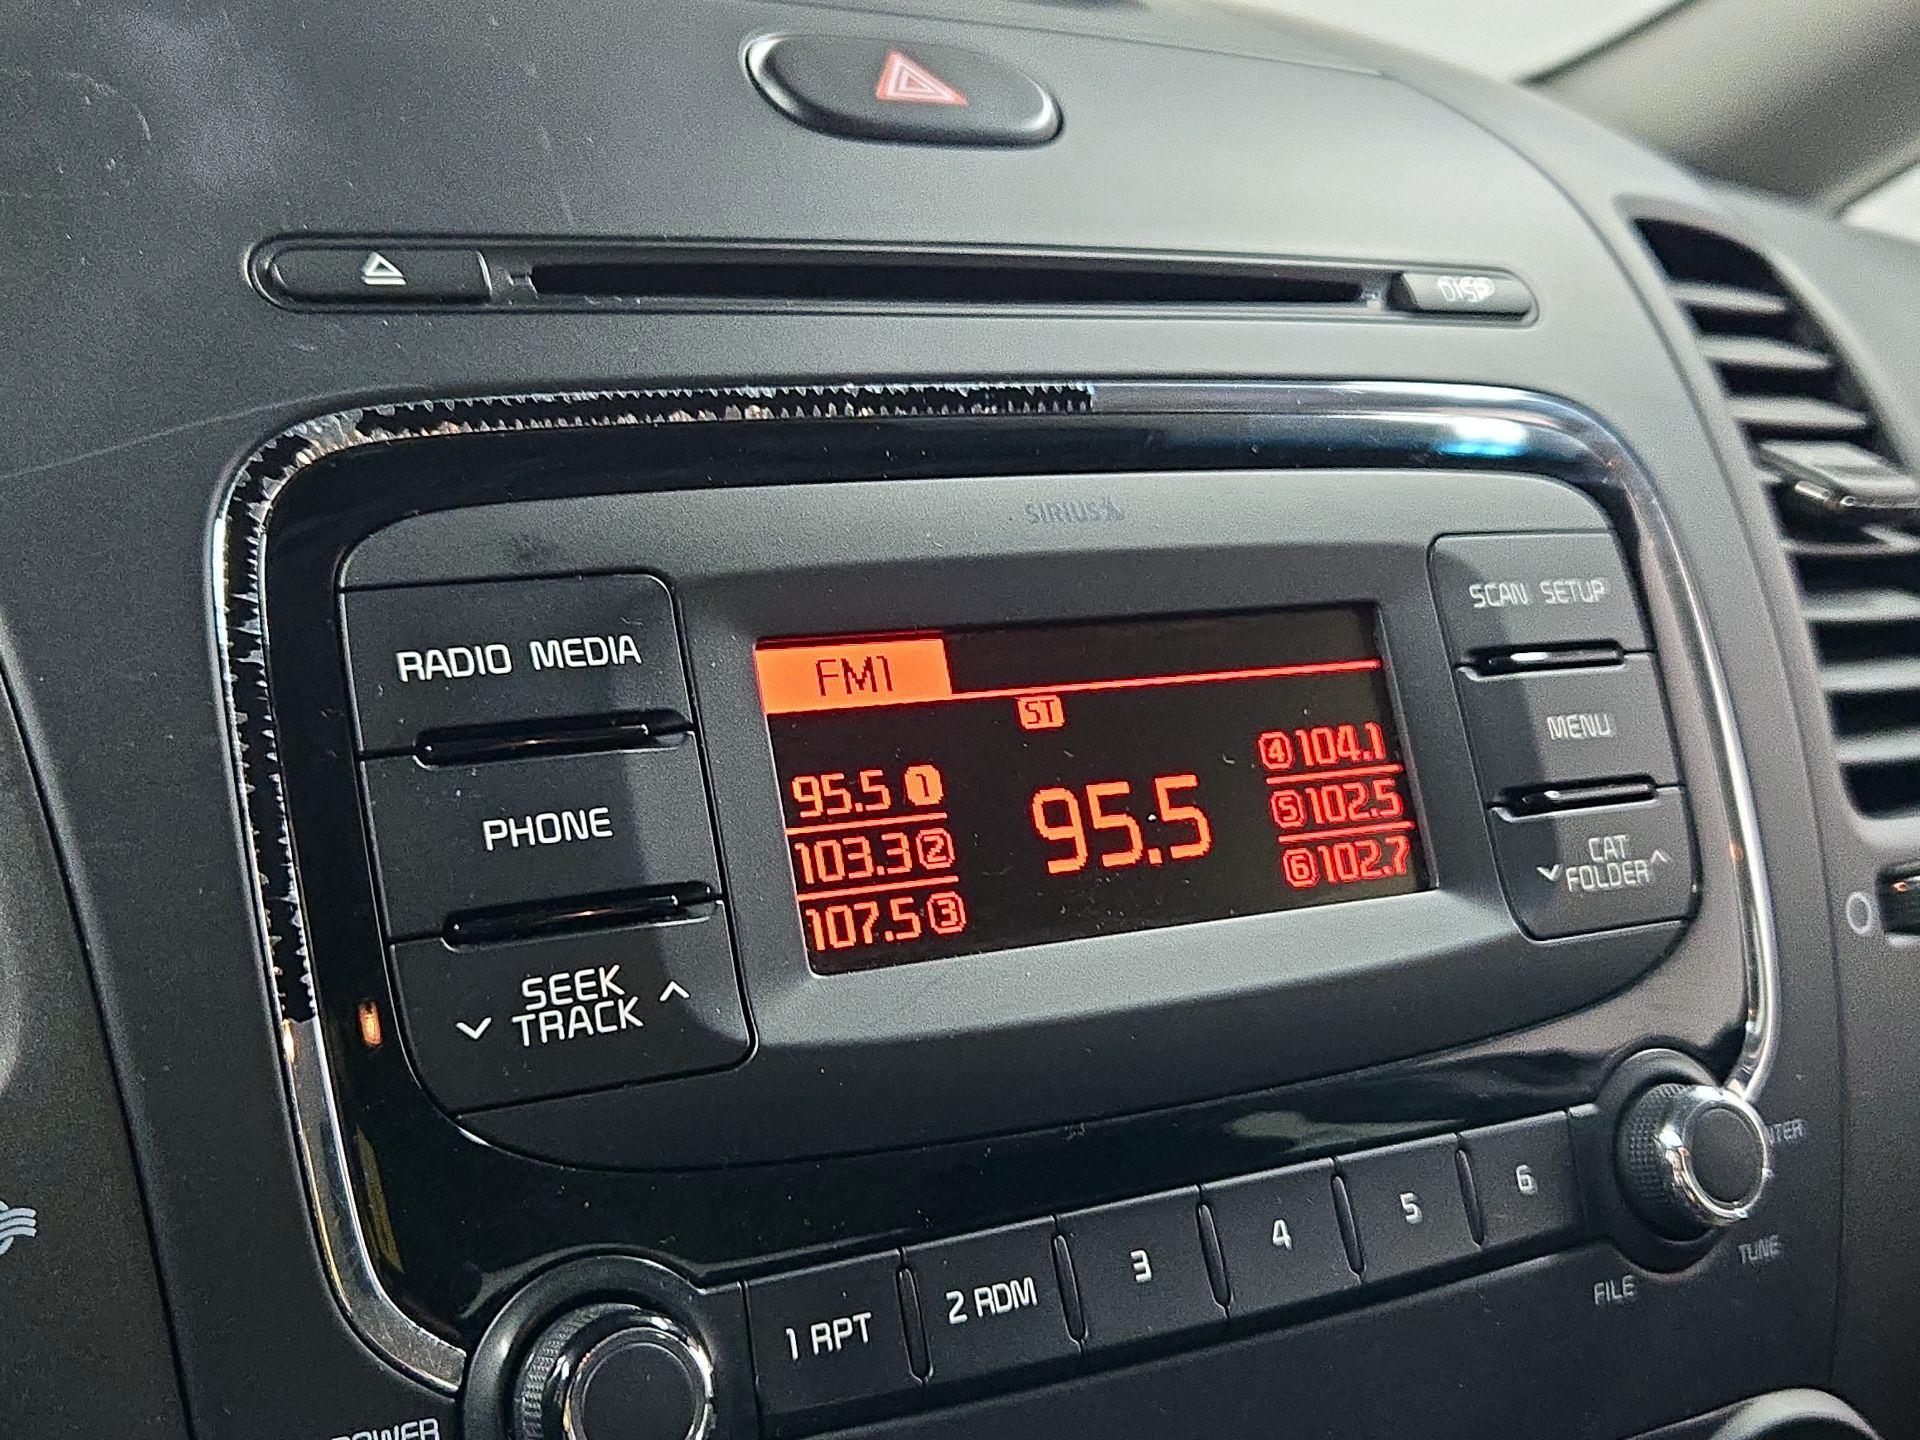 DISP
SIRIUS
RADIO MEDIA
PHONE
SEEK
TRACK
FM1
ST
95.5 1
103.3 2
107.5 3
95.5
4 104.1
5 102.5
6 102.7
SCAN SETUP
MENU
CAT
FOLDER
1 RPT
2 RDM
3
4
5
6
FILE
TUNE
POWER